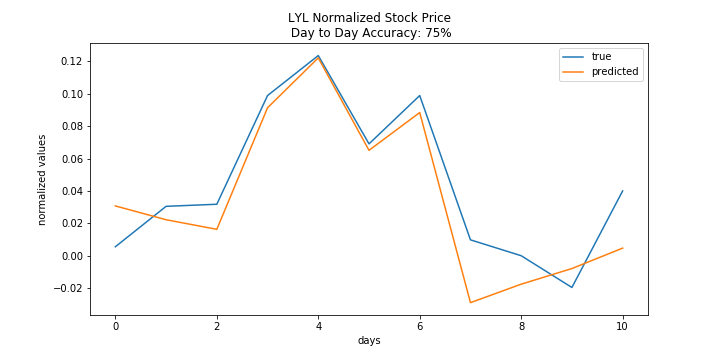 LYL Normalized Stock Price
Day to Day Accuracy: 75%
true
predicted
normalized values
0.12
0.10
0.08
0.06
0.04
0.02
0.00
−0.02
0
2
4
6
8
10
days